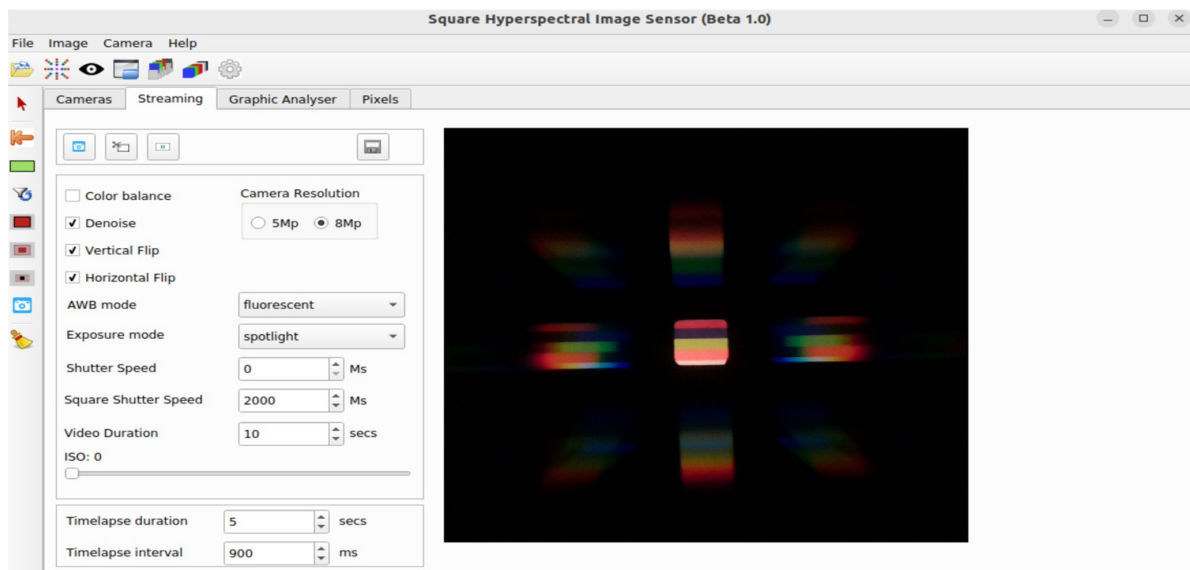 Square Hyperspectral Image Sensor (Beta 1.0)
File Image Camera Help
Cameras Streaming Graphic Analyser Pixels
Color balance
Camera Resolution
Denoise
5Mp 8Mp
Vertical Flip
Horizontal Flip
AWB mode fluorescent
Exposure mode spotlight
Shutter Speed 0 Ms
Square Shutter Speed 2000 Ms
Video Duration 10 secs
ISO: 0
Timelapse duration 5 secs
Timelapse interval 900 ms